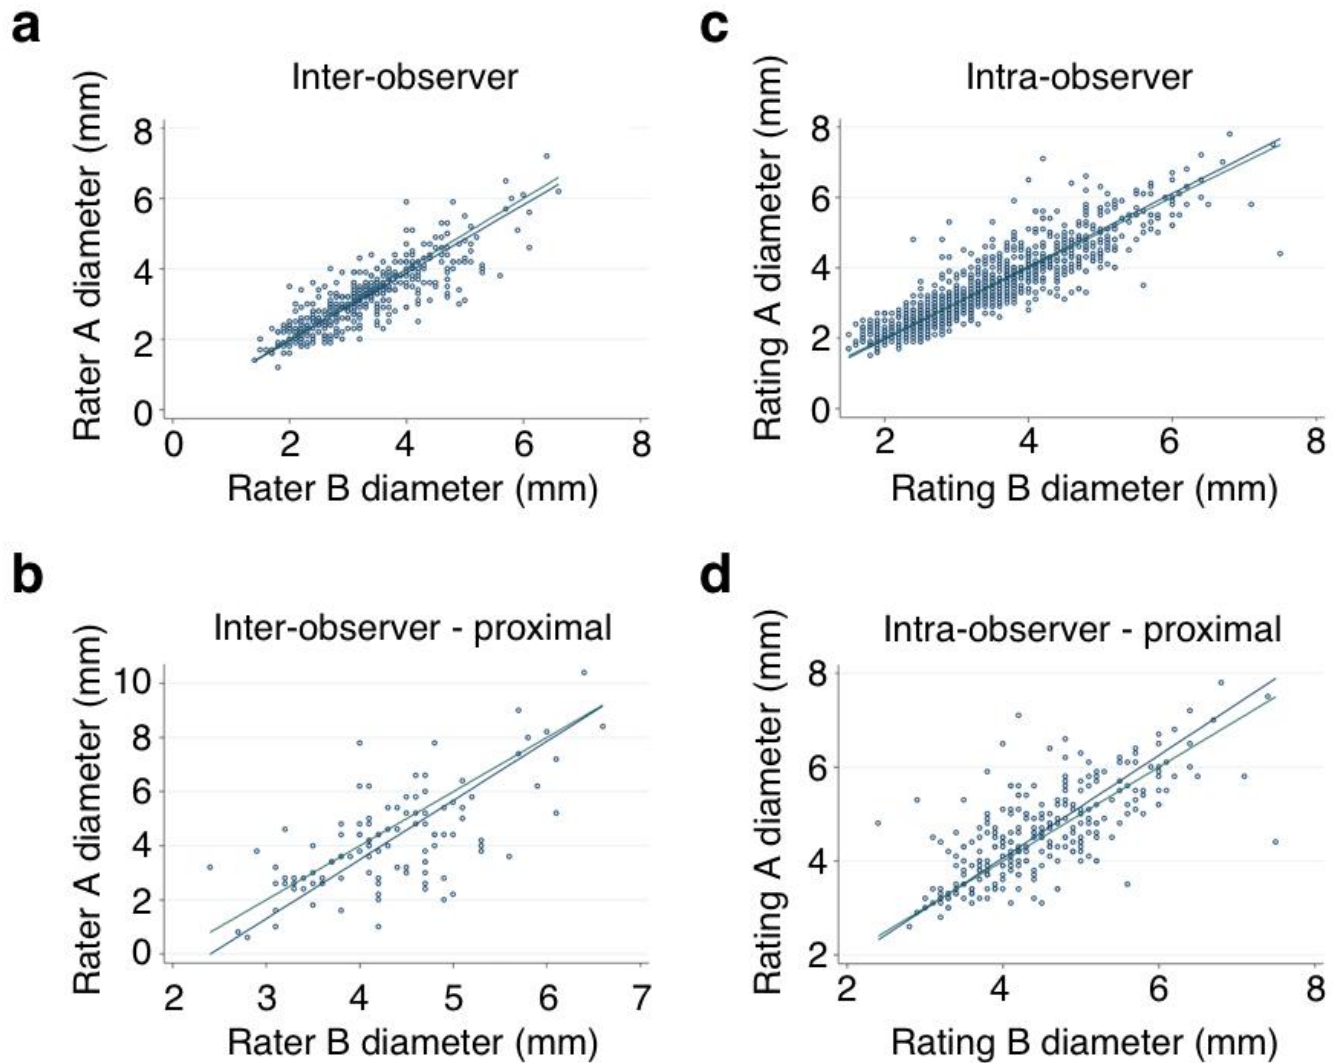 a
Inter-observer
Rater A diameter (mm)
8
6
4
2
0
0 2 4 6 8
Rater B diameter (mm)
c
Intra-observer
Rating A diameter (mm)
8
6
4
2
0
2 4 6 8
Rating B diameter (mm)
b
Inter-observer - proximal
Rater A diameter (mm)
10
8
6
4
2
0
2 3 4 5 6 7
Rater B diameter (mm)
d
Intra-observer - proximal
Rating A diameter (mm)
8
6
4
2
2 4 6 8
Rating B diameter (mm)